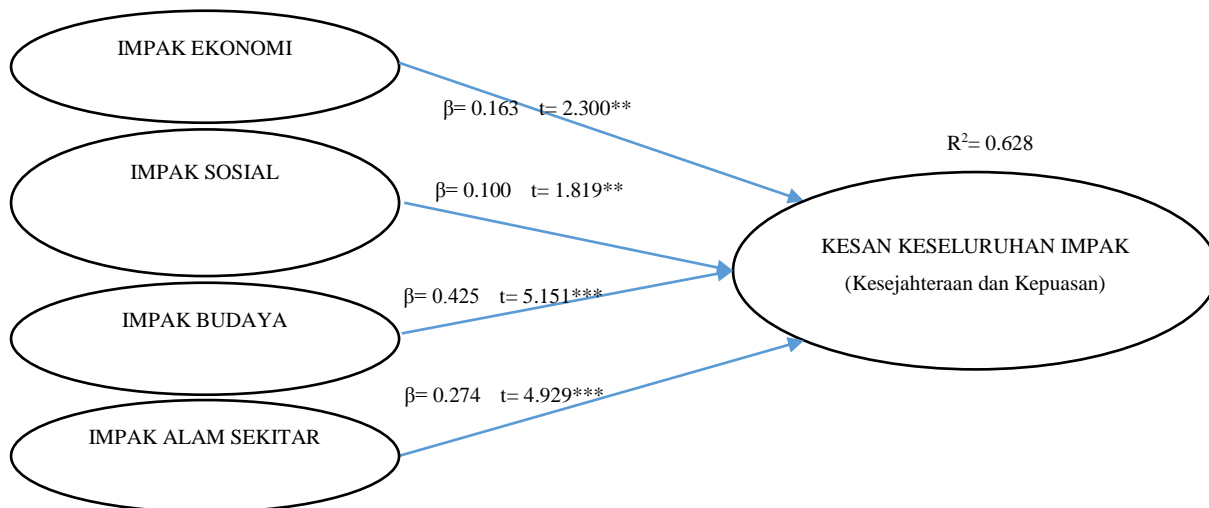 IMPAK EKONOMI
β= 0.163 t= 2.300**
R²= 0.628
IMPAK SOSIAL
β= 0.100 t= 1.819**
KESAN KESELURUHAN IMPAK
(Kesejahteraan dan Kepuasan)
β= 0.425 t= 5.151***
IMPAK BUDAYA
β= 0.274 t= 4.929***
IMPAK ALAM SEKITAR